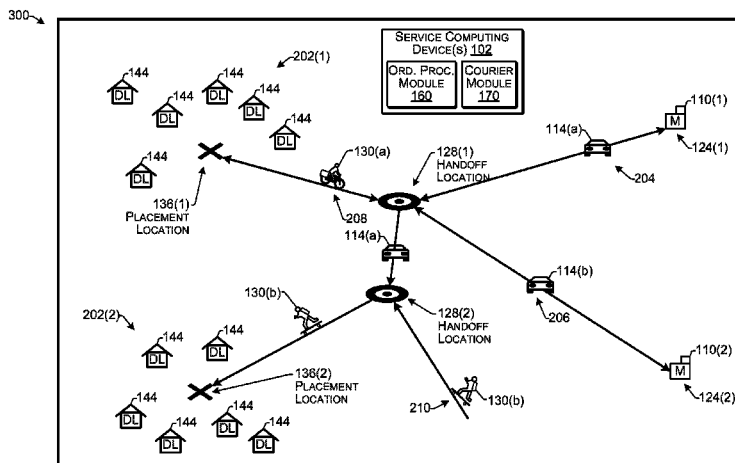 300
SERVICE COMPUTING
DEVICE(S) 102
ORD. PROC.
MODULE 160
COURIER
MODULE 170
202(1)
144
DL
144
DL
144
DL
144
DL
144
DL
144
DL
136(1)
PLACEMENT
LOCATION
130(a)
208
128(1)
HANDOFF
LOCATION
114(a)
204
110(1)
M
124(1)
114(a)
114(b)
206
110(2)
M
124(2)
130(b)
128(2)
HANDOFF
LOCATION
202(2)
144
DL
144
DL
136(2)
PLACEMENT
LOCATION
144
DL
144
DL
144
DL
144
DL
210
130(b)